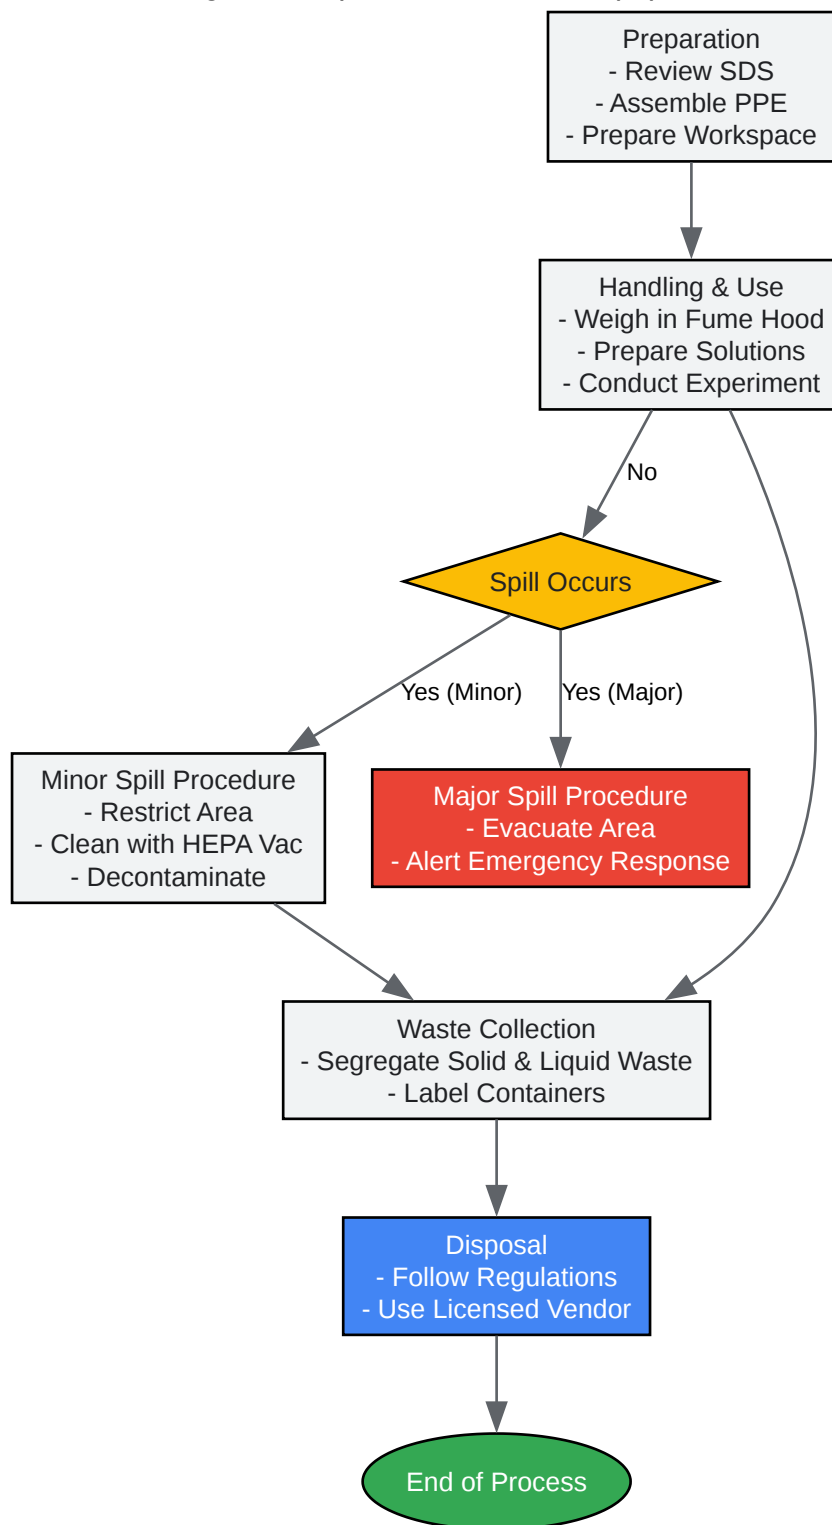 Preparation
- Review SDS
- Assemble PPE
- Prepare Workspace
Handling & Use
- Weigh in Fume Hood
- Prepare Solutions
- Conduct Experiment
No
Spill Occurs
Yes (Minor)
Yes (Major)
Minor Spill Procedure
- Restrict Area
- Clean with HEPA Vac
- Decontaminate
Major Spill Procedure
- Evacuate Area
- Alert Emergency Response
Waste Collection
- Segregate Solid & Liquid Waste
- Label Containers
Disposal
- Follow Regulations
- Use Licensed Vendor
End of Process